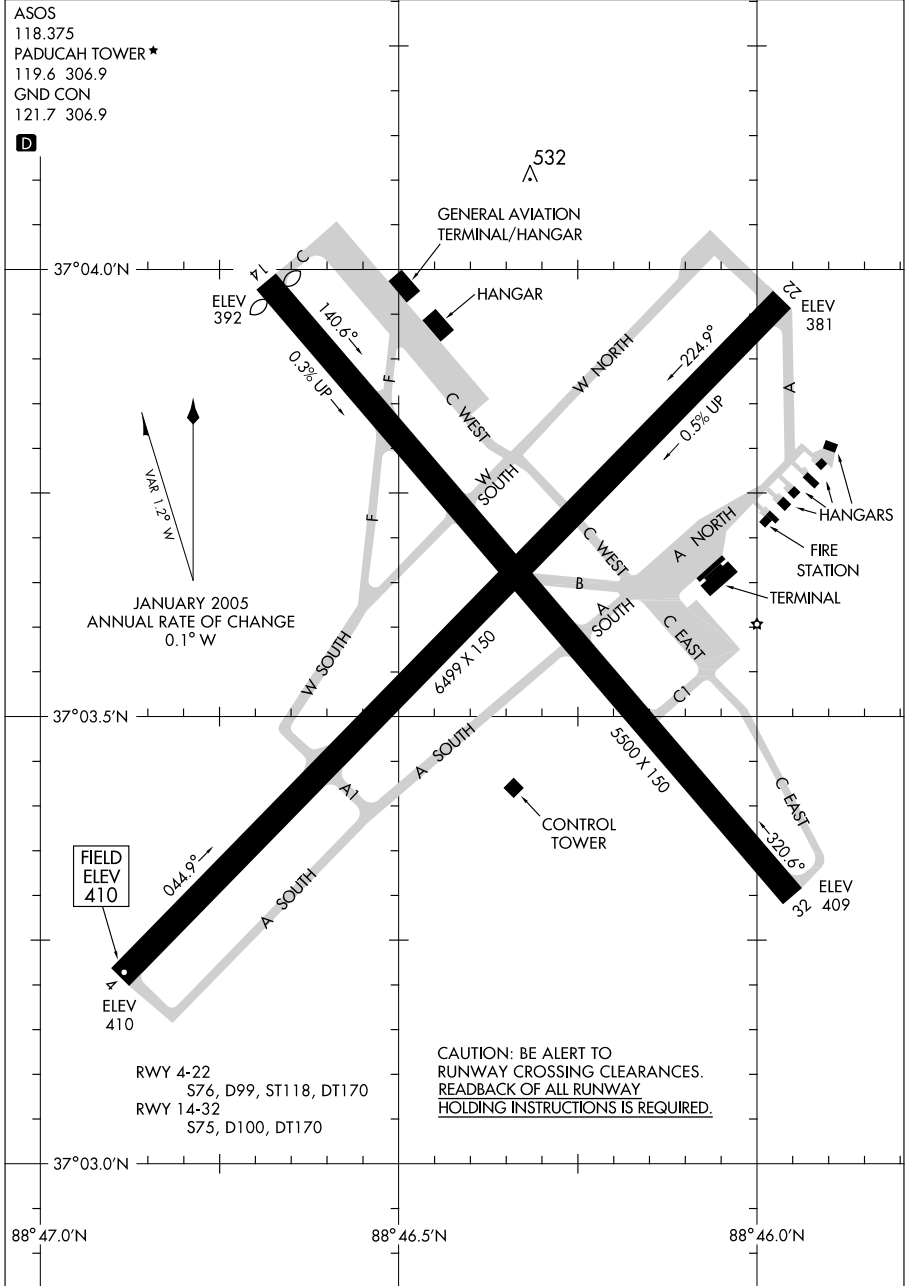 ASOS
118.375
PADUCAH TOWER★
119.6 306.9
GND CON
121.7 306.9
D
532
GENERAL AVIATION
TERMINAL/HANGAR
37°04.0'N
14
C
22
ELEV
392
HANGAR
ELEV
381
140.6°
0.3% UP
F
W NORTH
224.9°
0.5% UP
A
C WEST
VAR 1.2° W
W
SOUTH
F
C WEST
A NORTH
HANGARS
FIRE
STATION
B
TERMINAL
JANUARY 2005
ANNUAL RATE OF CHANGE
0.1° W
A
SOUTH
C EAST
W SOUTH
6499 X 150
C1
37°03.5'N
A SOUTH
5500 X 150
A1
C EAST
CONTROL
TOWER
320.6°
FIELD
ELEV
410
044.9°
A SOUTH
ELEV
409
32
4
ELEV
410
RWY 4-22
S76, D99, ST118, DT170
RWY 14-32
S75, D100, DT170
CAUTION: BE ALERT TO
RUNWAY CROSSING CLEARANCES.
READBACK OF ALL RUNWAY
HOLDING INSTRUCTIONS IS REQUIRED.
37°03.0'N
88°47.0'N
88°46.5'N
88°46.0'N